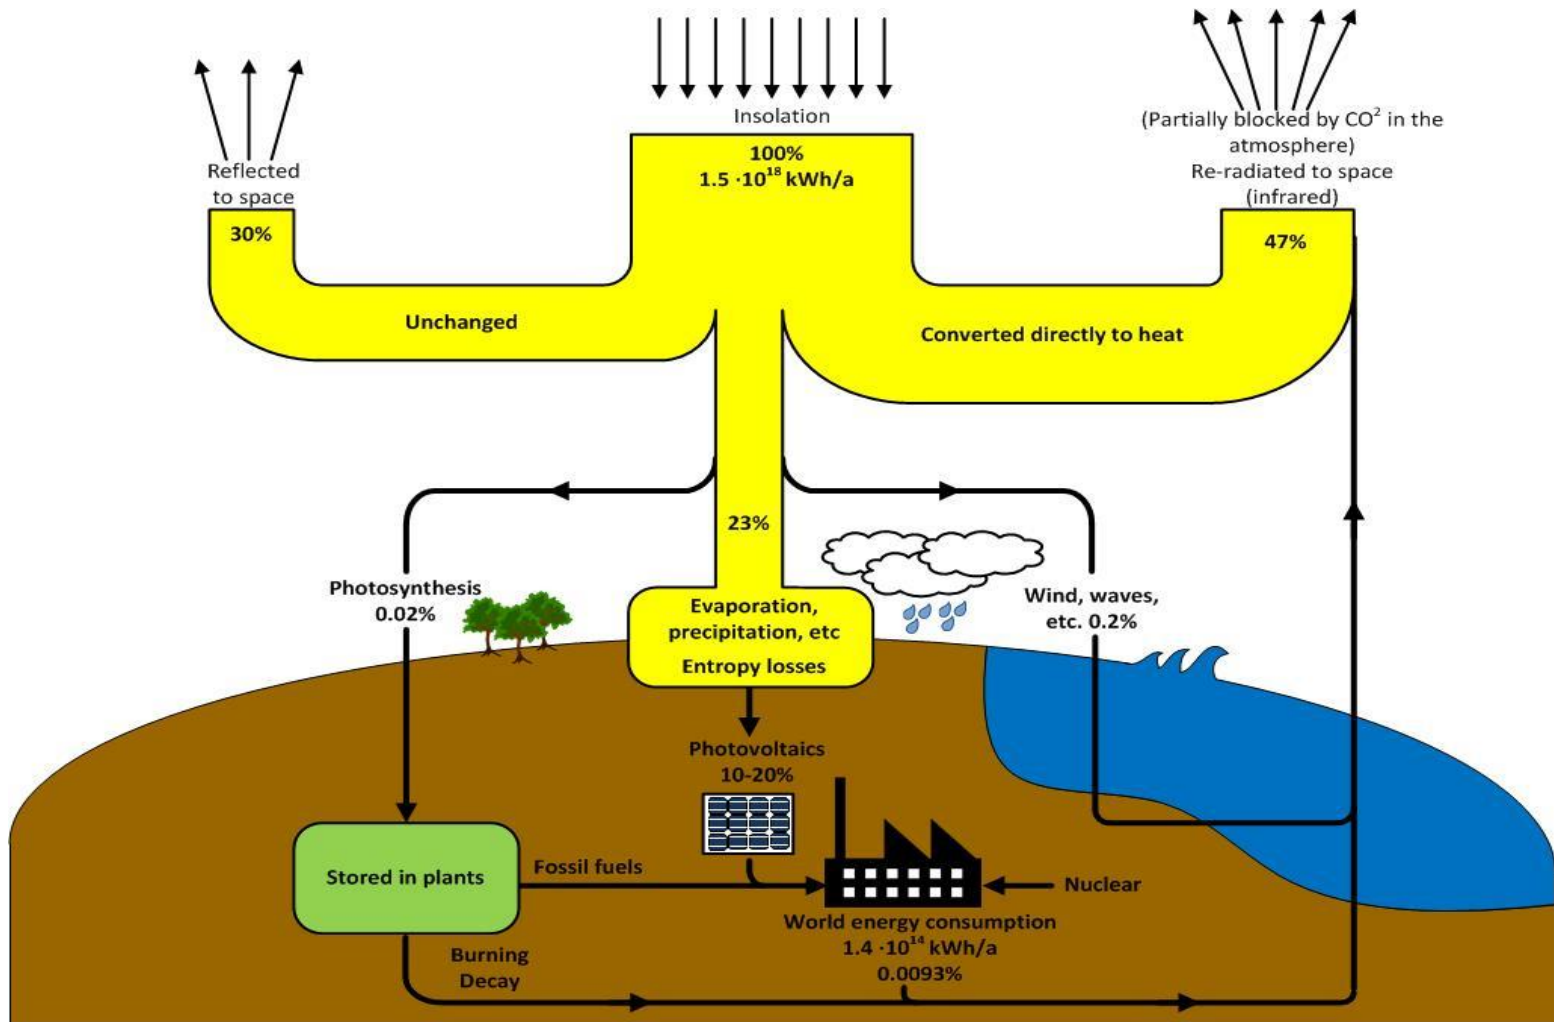 Insolation
100%
1.5 ·10¹⁸ kWh/a
Reflected
to space
30%
Unchanged
(Partially blocked by CO² in the
atmosphere)
Re-radiated to space
(infrared)
47%
Converted directly to heat
23%
Photosynthesis
0.02%
Evaporation,
precipitation, etc
Entropy losses
Wind, waves,
etc. 0.2%
Photovoltaics
10-20%
Stored in plants
Fossil fuels
Nuclear
World energy consumption
1.4 ·10¹⁴ kWh/a
0.0093%
Burning
Decay